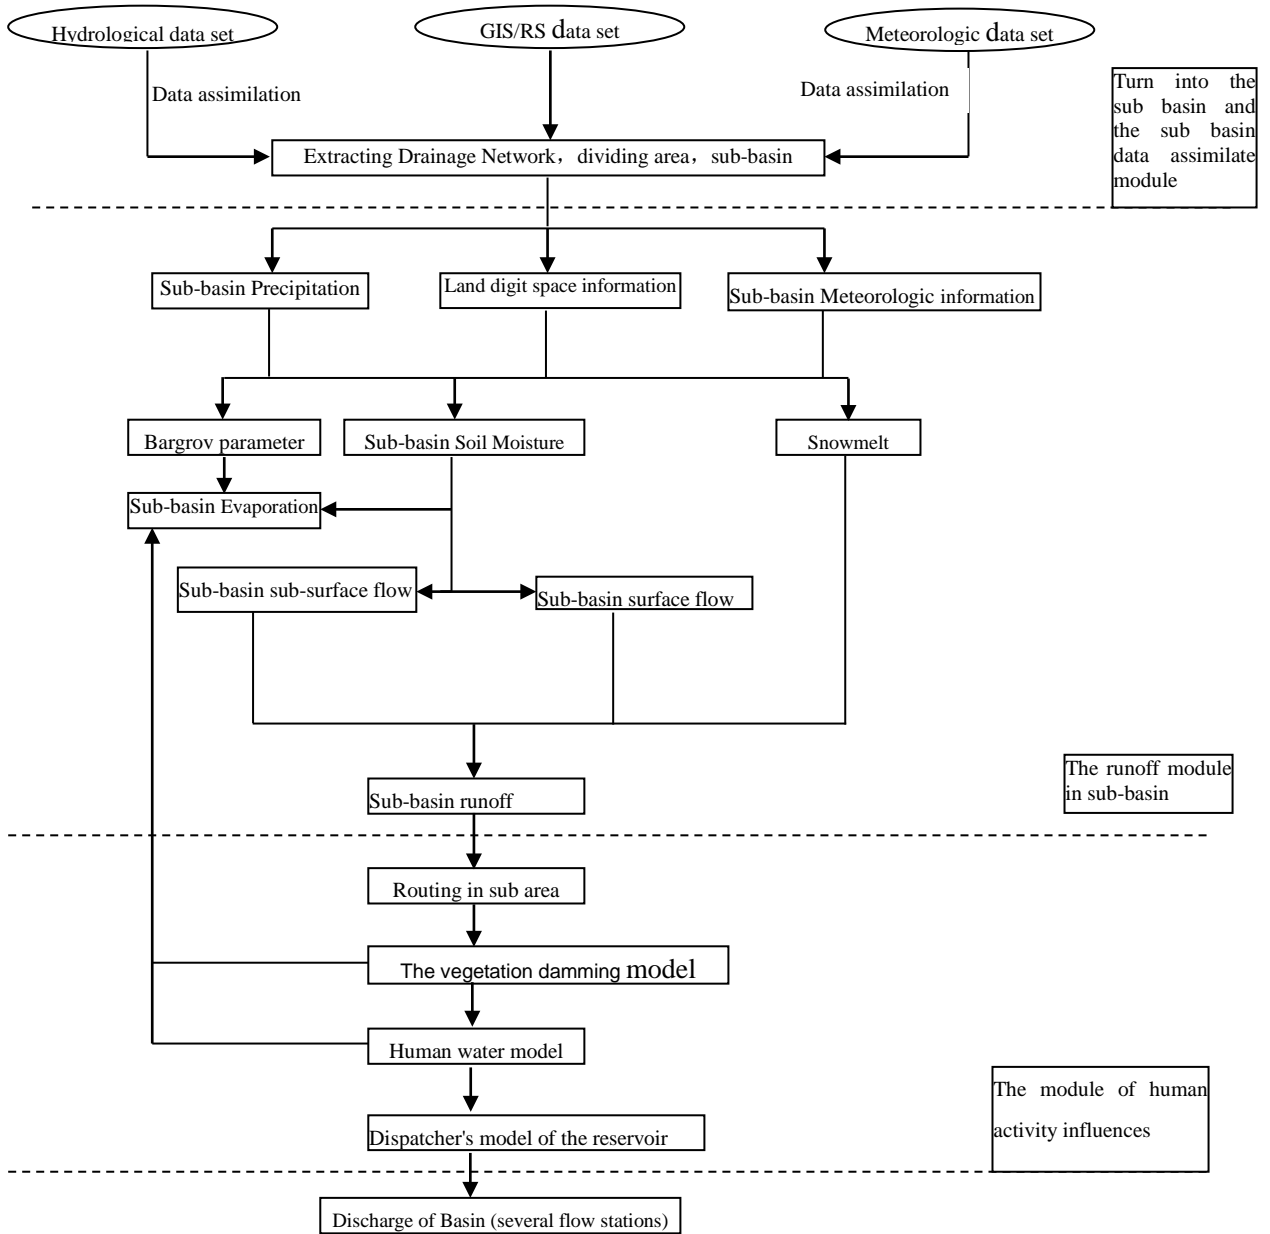 Hydrological data set
GIS/RS data set
Meteorologic data set
Data assimilation
Data assimilation
Turn into the
sub basin and
the sub basin
data assimilate
module
Extracting Drainage Network，dividing area，sub-basin
Sub-basin Precipitation
Land digit space information
Sub-basin Meteorologic information
Bargrov parameter
Sub-basin Soil Moisture
Snowmelt
Sub-basin Evaporation
Sub-basin sub-surface flow
Sub-basin surface flow
The runoff module
in sub-basin
Sub-basin runoff
Routing in sub area
The vegetation damming model
Human water model
The module of human
activity influences
Dispatcher's model of the reservoir
Discharge of Basin (several flow stations)